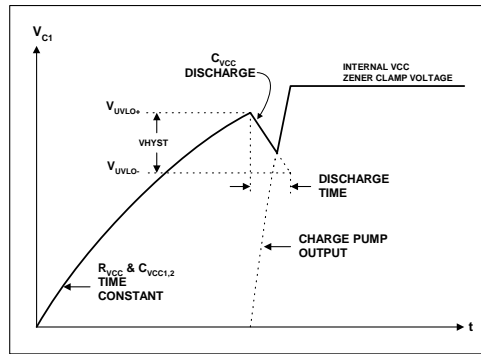 V_C1
C_VCC
DISCHARGE
INTERNAL VCC
ZENER CLAMP VOLTAGE
V_UVLO+
VHYST
V_UVLO-
DISCHARGE
TIME
CHARGE PUMP
OUTPUT
R_VCC & C_VCC1,2
TIME
CONSTANT
t